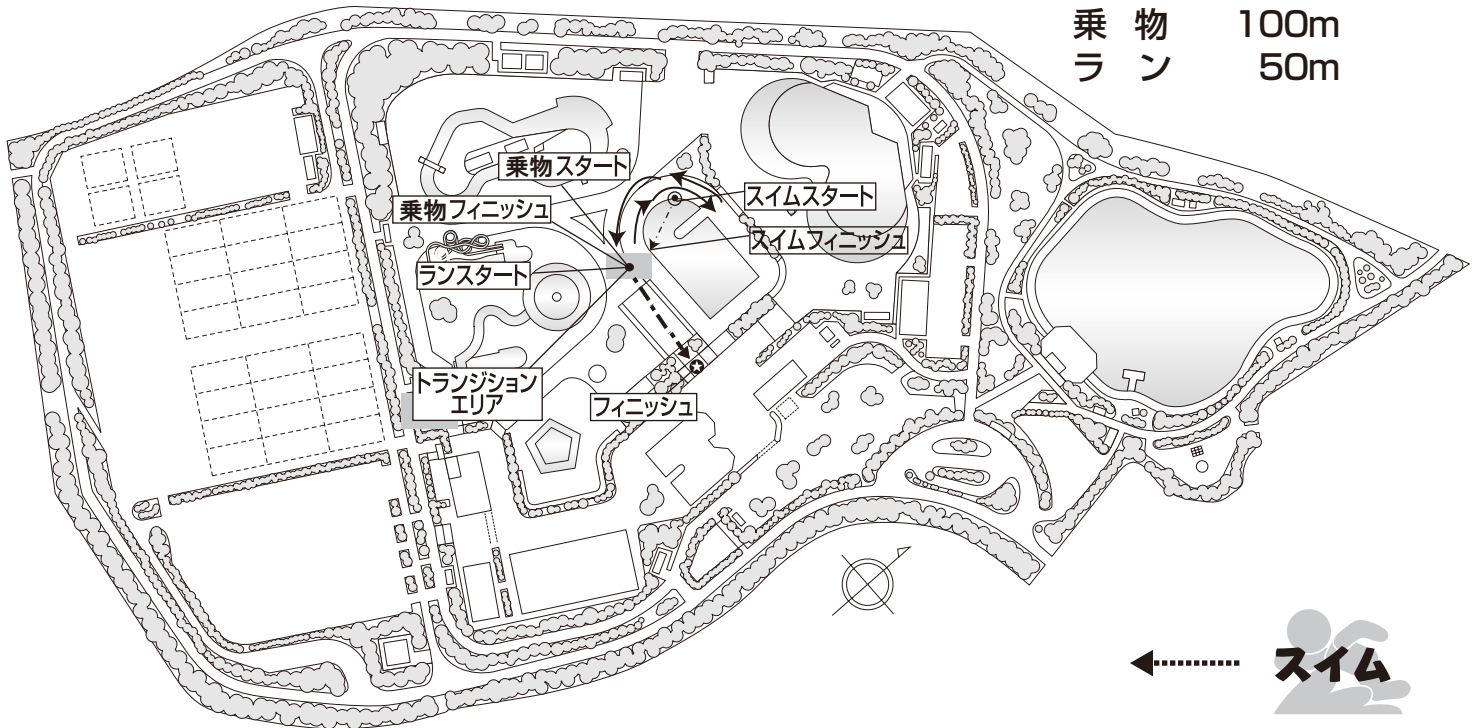 乗 物 100m
ラ ン 50m
乗物スタート
スイムスタート
乗物フィニッシュ
スイムフィニッシュ
ランスタート
トランジション
エリア
フィニッシュ
スイム